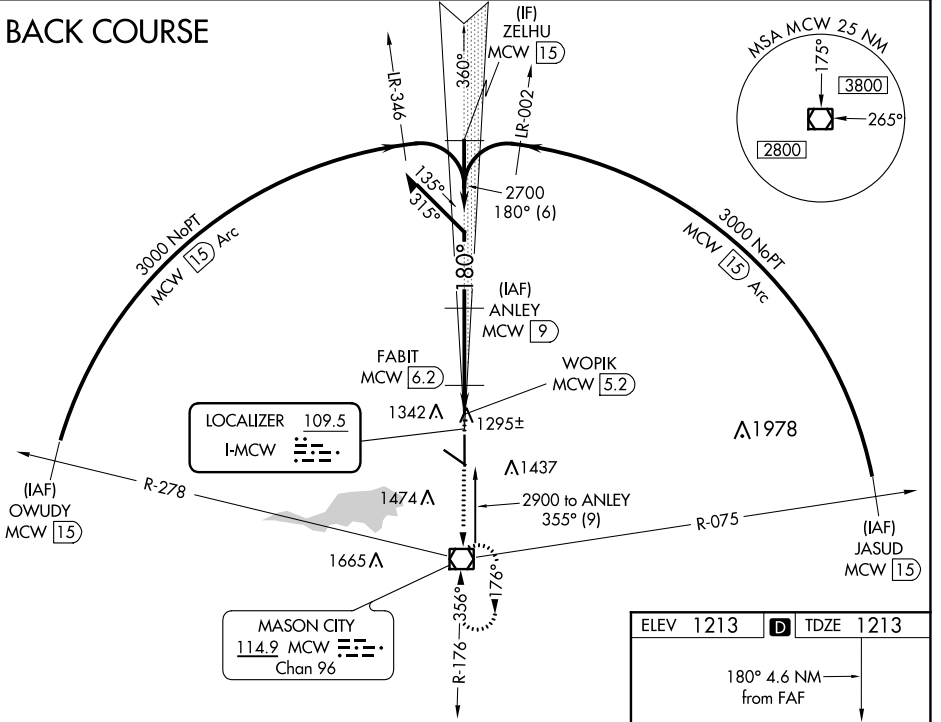 BACK COURSE
(IF)
ZELHU
MCW 15
360°
LR-346
LR-002
MSA MCW 25 NM
175°
3800
265°
2800
135°
315°
2700
180° (6)
3000 NoPT
MCW 15 Arc
3000 NoPT
MCW 15 Arc
180°
(IAF)
ANLEY
MCW 9
FABIT
MCW 6.2
WOPIK
MCW 5.2
LOCALIZER 109.5
I-MCW
1342
1295±
1978
1437
1474
1665
R-278
(IAF)
OWUDY
MCW 15
2900 to ANLEY
355° (9)
R-075
(IAF)
JASUD
MCW 15
MASON CITY
114.9 MCW
Chan 96
356°
176°
R-176
ELEV 1213 D TDZE 1213
180° 4.6 NM
from FAF